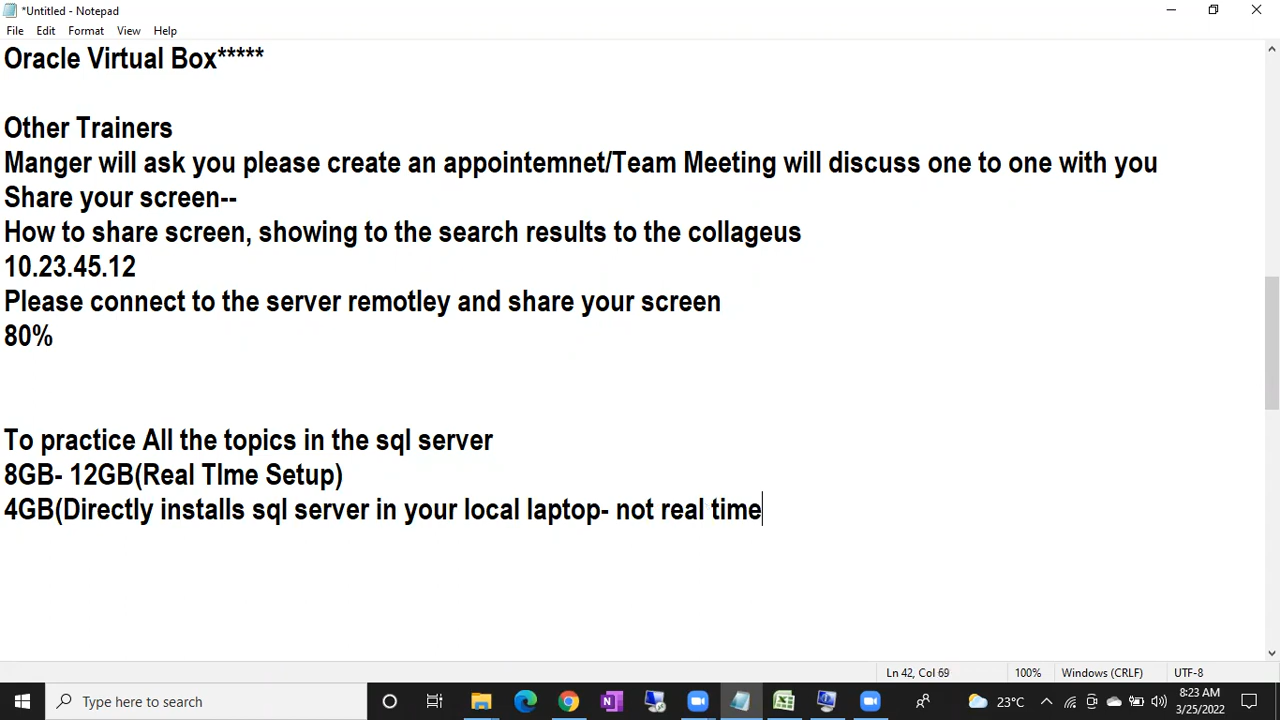 *Untitled - Notepad
File Edit Format View Help
Oracle Virtual Box*****
Other Trainers
Manger will ask you please create an appointemnet/Team Meeting will discuss one to one with you
Share your screen--
How to share screen, showing to the search results to the collageus
10.23.45.12
Please connect to the server remotley and share your screen
80%
To practice All the topics in the sql server
8GB- 12GB(Real TIme Setup)
4GB(Directly installs sql server in your local laptop- not real time
Ln 42, Col 69 100% Windows (CRLF) UTF-8
Type here to search
23°C
8:23 AM
3/25/2022